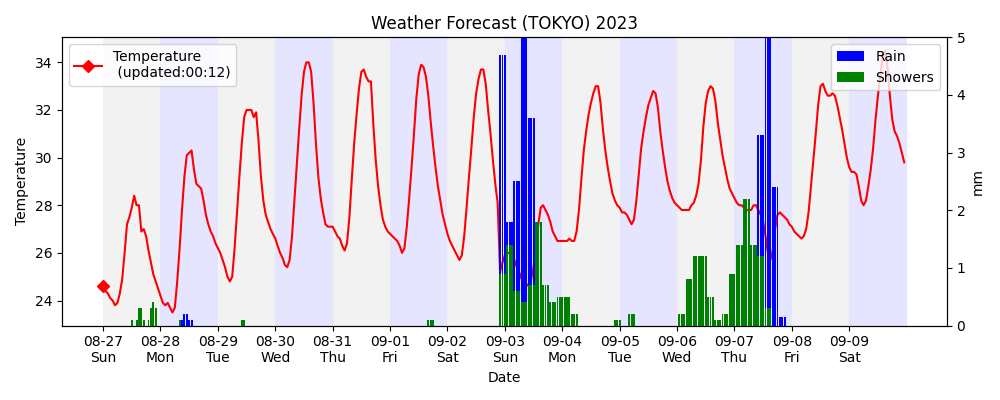 Weather Forecast (TOKYO) 2023
Temperature
(updated:00:12)
Rain
Showers
Temperature
34
32
30
28
26
24
5
4
3
2
1
0
mm
08-27 08-28 08-29 08-30 08-31 09-01 09-02 09-03 09-04 09-05 09-06 09-07 09-08 09-09
Sun Mon Tue Wed Thu Fri Sat Sun Mon Tue Wed Thu Fri Sat
Date